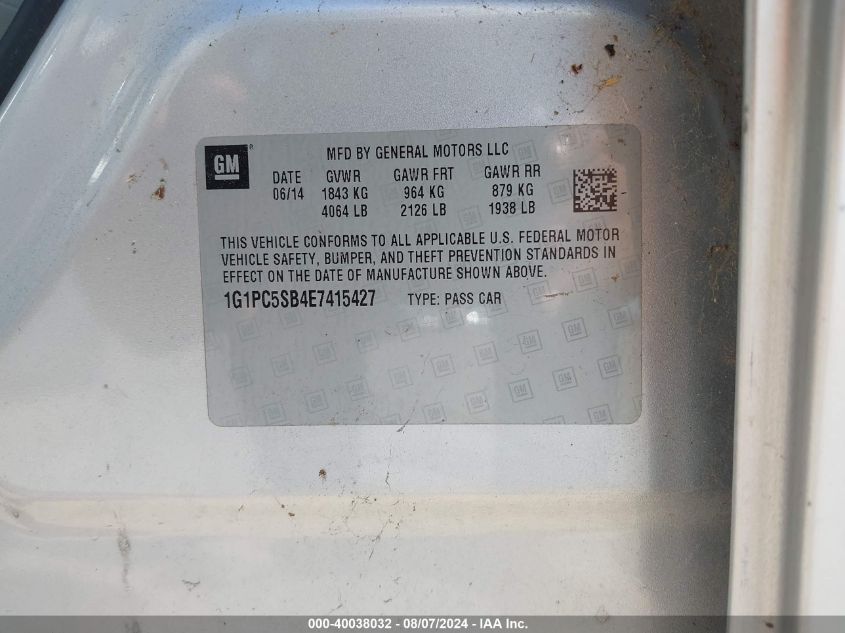 GM
MFD BY GENERAL MOTORS LLC
DATE GVWR GAWR FRT GAWR RR
06/14 1843 KG 964 KG 879 KG
4064 LB 2126 LB 1938 LB
THIS VEHICLE CONFORMS TO ALL APPLICABLE U.S. FEDERAL MOTOR
VEHICLE SAFETY, BUMPER, AND THEFT PREVENTION STANDARDS IN
EFFECT ON THE DATE OF MANUFACTURE SHOWN ABOVE.
1G1PC5SB4E7415427 TYPE: PASS CAR
000-40038032 - 08/07/2024 - IAA Inc.